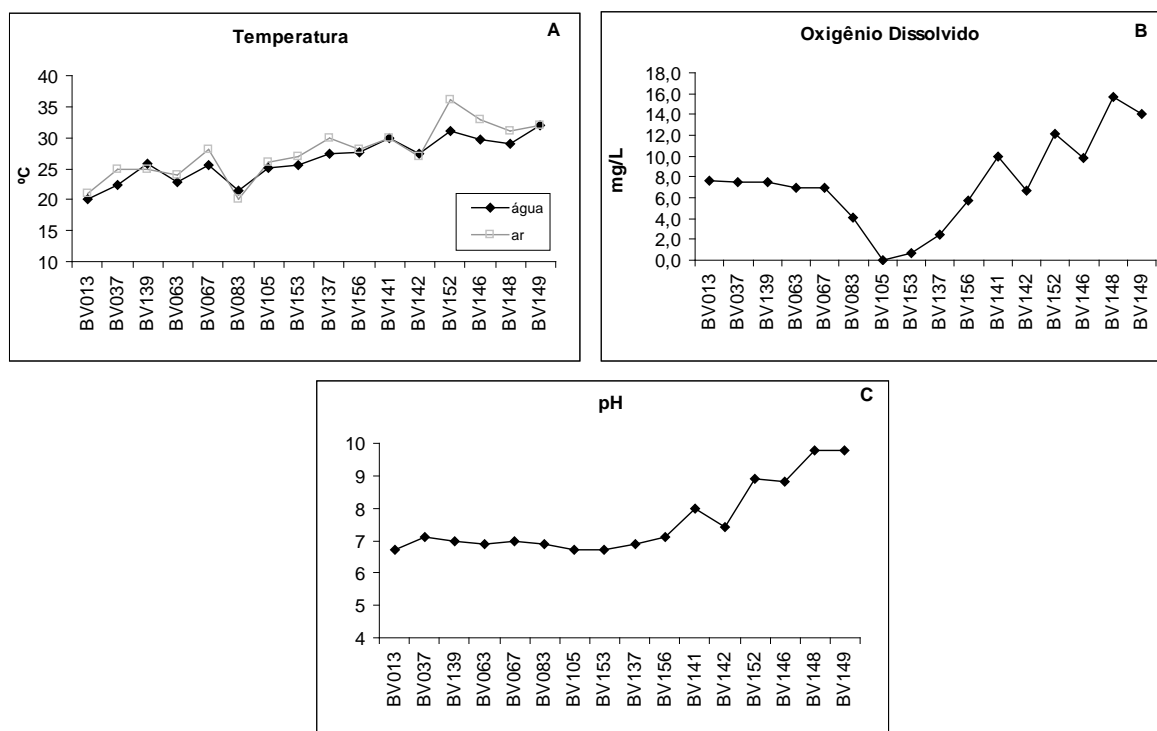 Temperatura
A
ºC
40
35
30
25
20
15
10
água
ar
BV013
BV037
BV139
BV063
BV067
BV083
BV105
BV153
BV137
BV156
BV141
BV142
BV152
BV146
BV148
BV149
Oxigênio Dissolvido
B
mg/L
18,0
16,0
14,0
12,0
10,0
8,0
6,0
4,0
2,0
0,0
BV013
BV037
BV139
BV063
BV067
BV083
BV105
BV153
BV137
BV156
BV141
BV142
BV152
BV146
BV148
BV149
pH
C
10
9
8
7
6
5
4
BV013
BV037
BV139
BV063
BV067
BV083
BV105
BV153
BV137
BV156
BV141
BV142
BV152
BV146
BV148
BV149